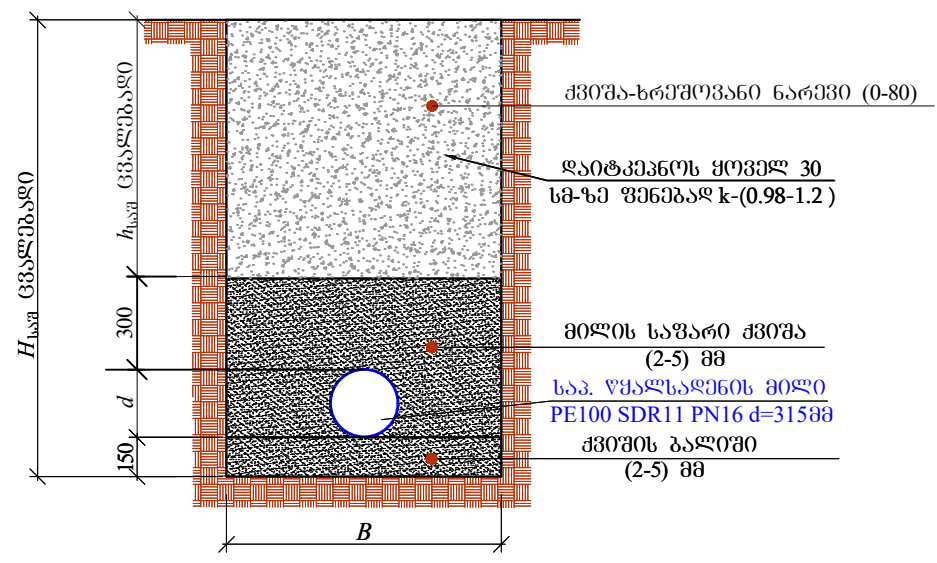 ქვიშა-ხრეშოვანი ნარევი (0-80)
დაიტკეპნოს ყოველ 30
სმ-ზე ფენებად k-(0.98-1.2 )
მილის საფარი ქვიშა
(2-5) მმ
საპ. წყალსადენის მილი
PE100 SDR11 PN16 d=315მმ
ქვიშის ბალიში
(2-5) მმ
Hსაშ ცვალებადი
hსაშ ცვალებადი
300
d
150
B